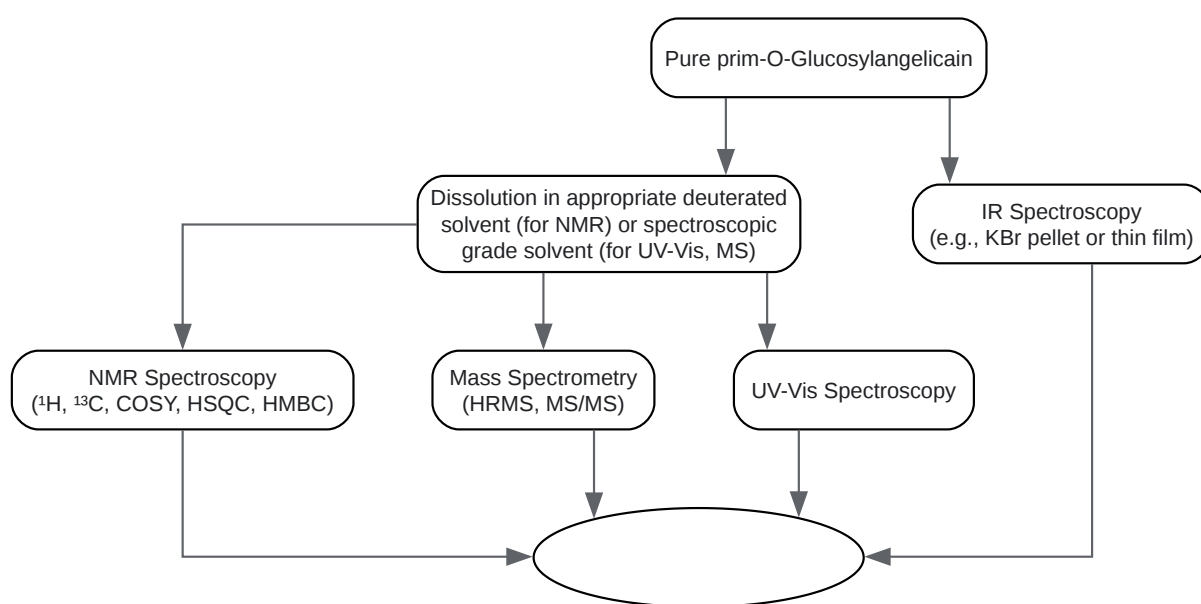 Pure prim-O-Glucosylangelicain
Dissolution in appropriate deuterated
solvent (for NMR) or spectroscopic
grade solvent (for UV-Vis, MS)
IR Spectroscopy
(e.g., KBr pellet or thin film)
NMR Spectroscopy
(¹H, ¹³C, COSY, HSQC, HMBC)
Mass Spectrometry
(HRMS, MS/MS)
UV-Vis Spectroscopy